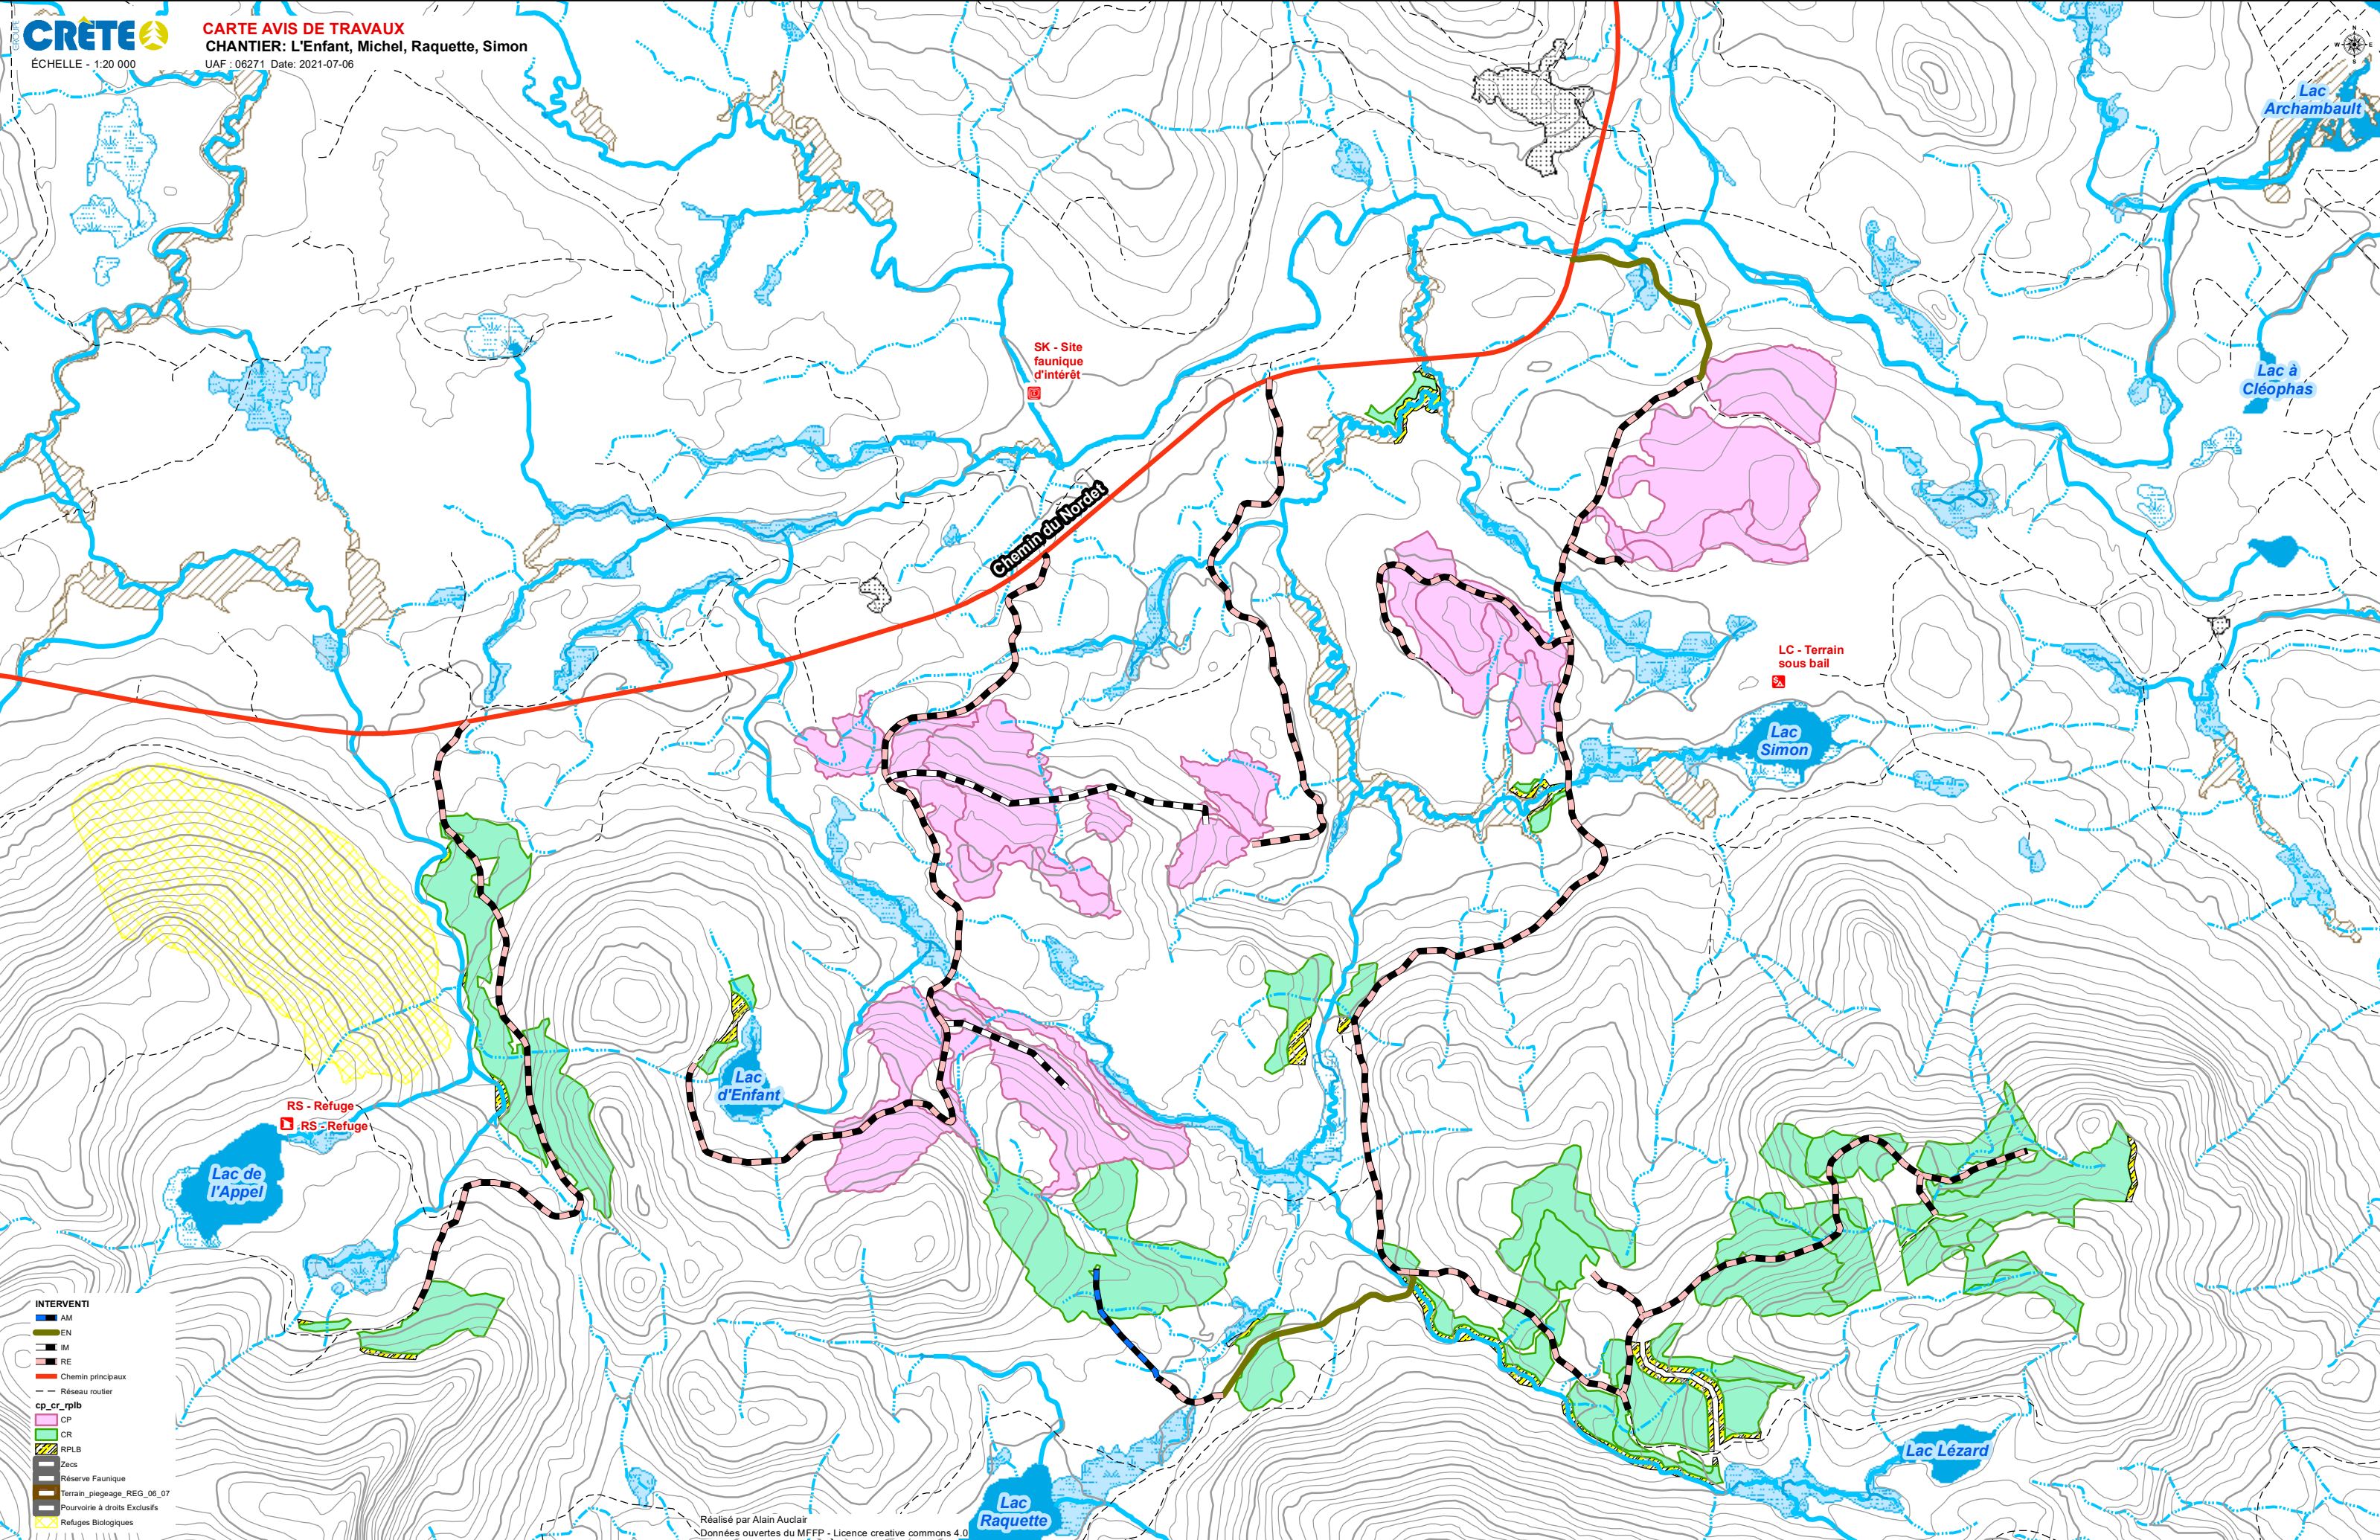 GROUPE
CRÊTE
ÉCHELLE - 1:20 000
CARTE AVIS DE TRAVAUX
CHANTIER: L'Enfant, Michel, Raquette, Simon
UAF : 06271 Date: 2021-07-06
N
W E
S
Lac
Archambault
SK - Site
faunique
d'intérêt
Lac à
Cléophas
Chemin du Nordet
LC - Terrain
sous bail
Lac
Simon
Lac
d'Enfant
RS - Refuge
RS - Refuge
Lac de
l'Appel
Lac Lézard
Lac
Raquette
INTERVENTI
AM
EN
IM
RE
Chemin principaux
Réseau routier
cp_cr_rplb
CP
CR
RPLB
Zecs
Réserve Faunique
Terrain_piegeage_REG_06_07
Pourvoirie à droits Exclusifs
Refuges Biologiques
Réalisé par Alain Auclair
Données ouvertes du MFFP - Licence creative commons 4.0